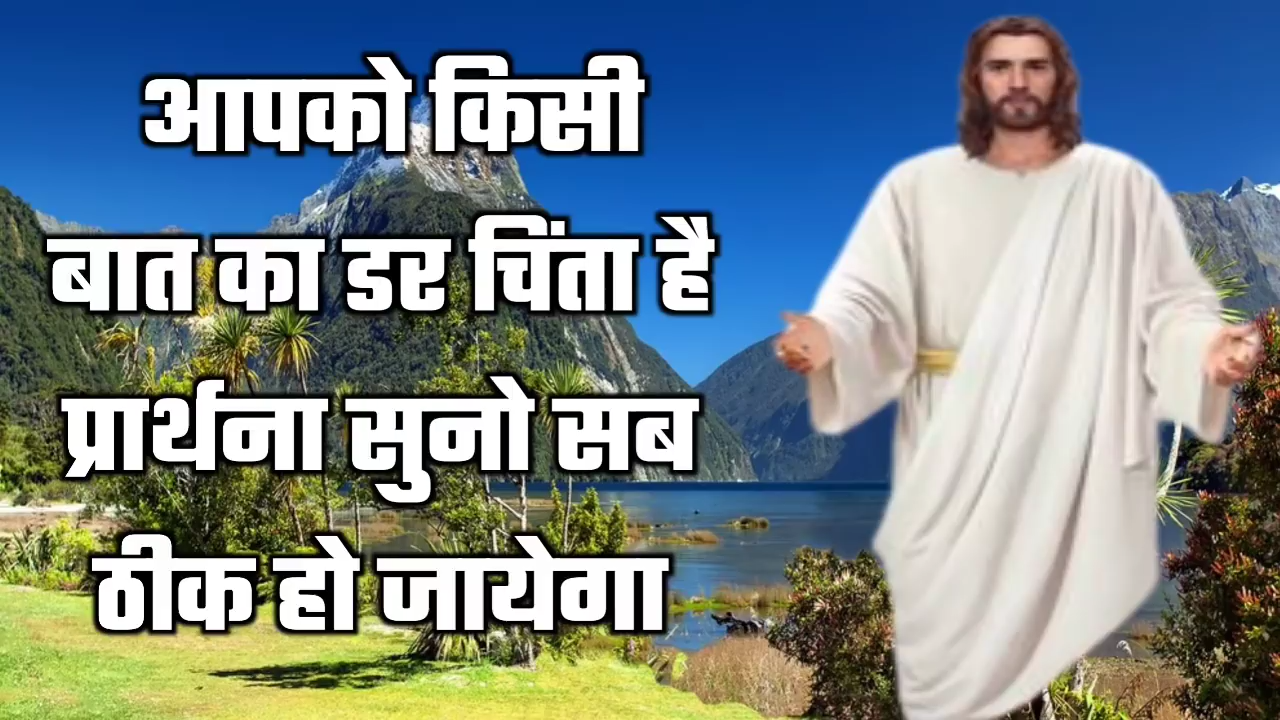 आपको किसी
बात का डर चिंता है
प्रार्थना सुनो सब
ठीक हो जायेगा